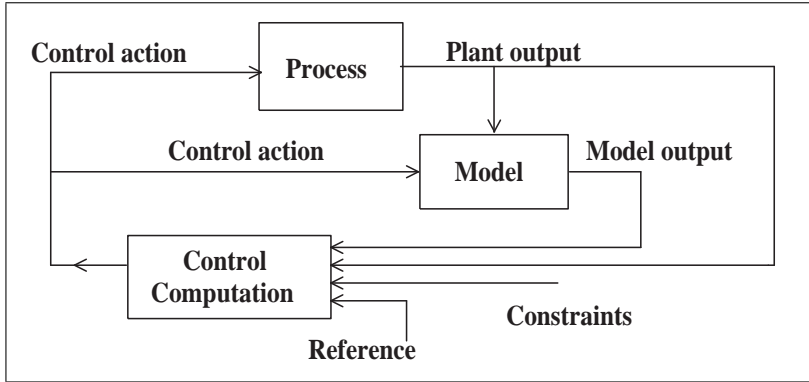 Control action
Process
Plant output
Control action
Model
Model output
Control
Computation
Constraints
Reference